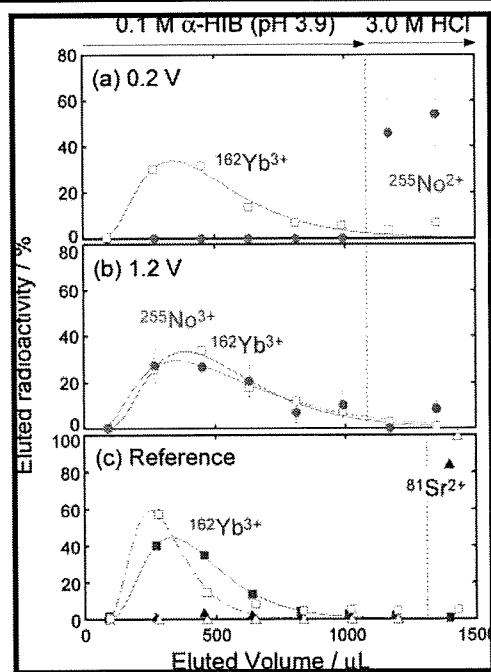 0.1 M α-HIB (pH 3.9) 3.0 M HCl
80
(a) 0.2 V
60
40
162Yb3+
255No2+
20
0
80
(b) 1.2 V
60
255No3+
40
162Yb3+
20
0
100
(c) Reference
80
81Sr2+
60
162Yb3+
40
20
0
0 500 1000 1500
Eluted Volume / μL
Eluted radioactivity / %